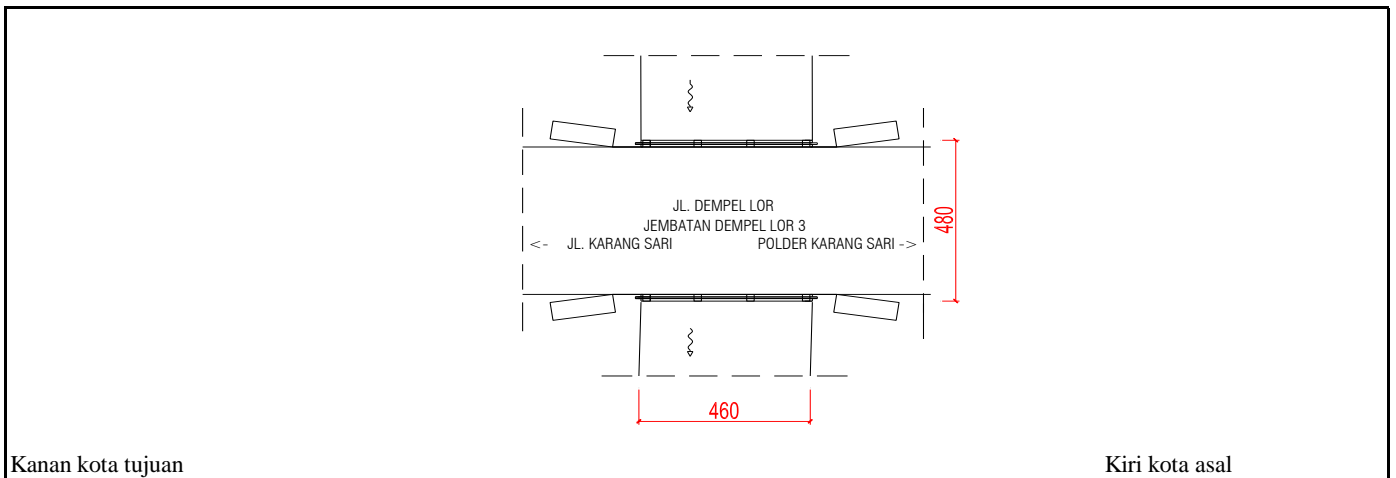 JL. DEMPEL LOR
JEMBATAN DEMPEL LOR 3
<- JL. KARANG SARI POLDER KARANG SARI ->
480
460
Kanan kota tujuan Kiri kota asal